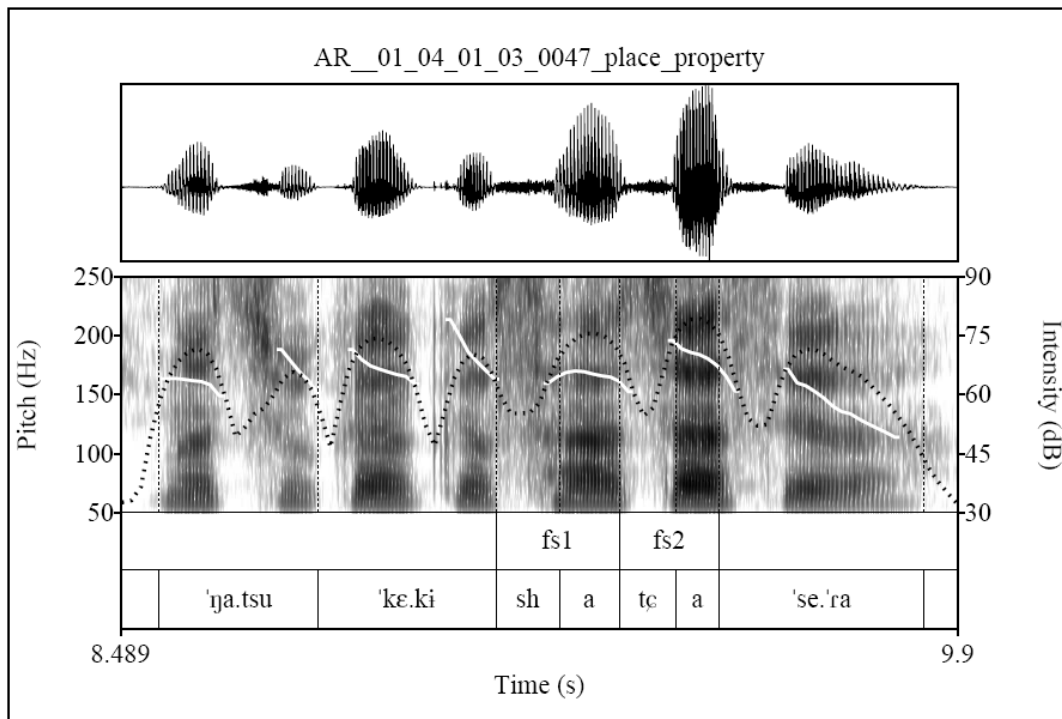 AR__01_04_01_03_0047_place_property
250 90
200 75
150 60
100 45
50 30
Pitch (Hz)
Intensity (dB)
fs1 fs2
ˈŋa.tsu ˈkɛ.kɨ sh a tɕ a ˈse.ˈɾa
8.489 9.9
Time (s)